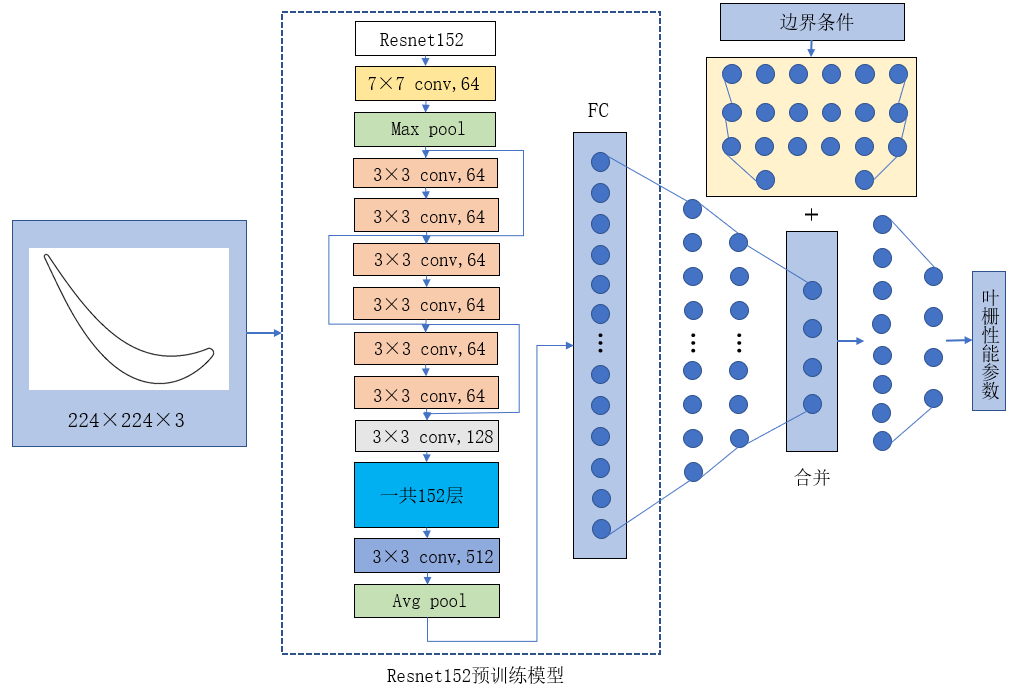 224×224×3
Resnet152
7×7 conv,64
Max pool
3×3 conv,64
3×3 conv,64
3×3 conv,64
3×3 conv,64
3×3 conv,64
3×3 conv,64
3×3 conv,128
一共152层
3×3 conv,512
Avg pool
Resnet152预训练模型
FC
边界条件
+
合并
叶栅性能参数